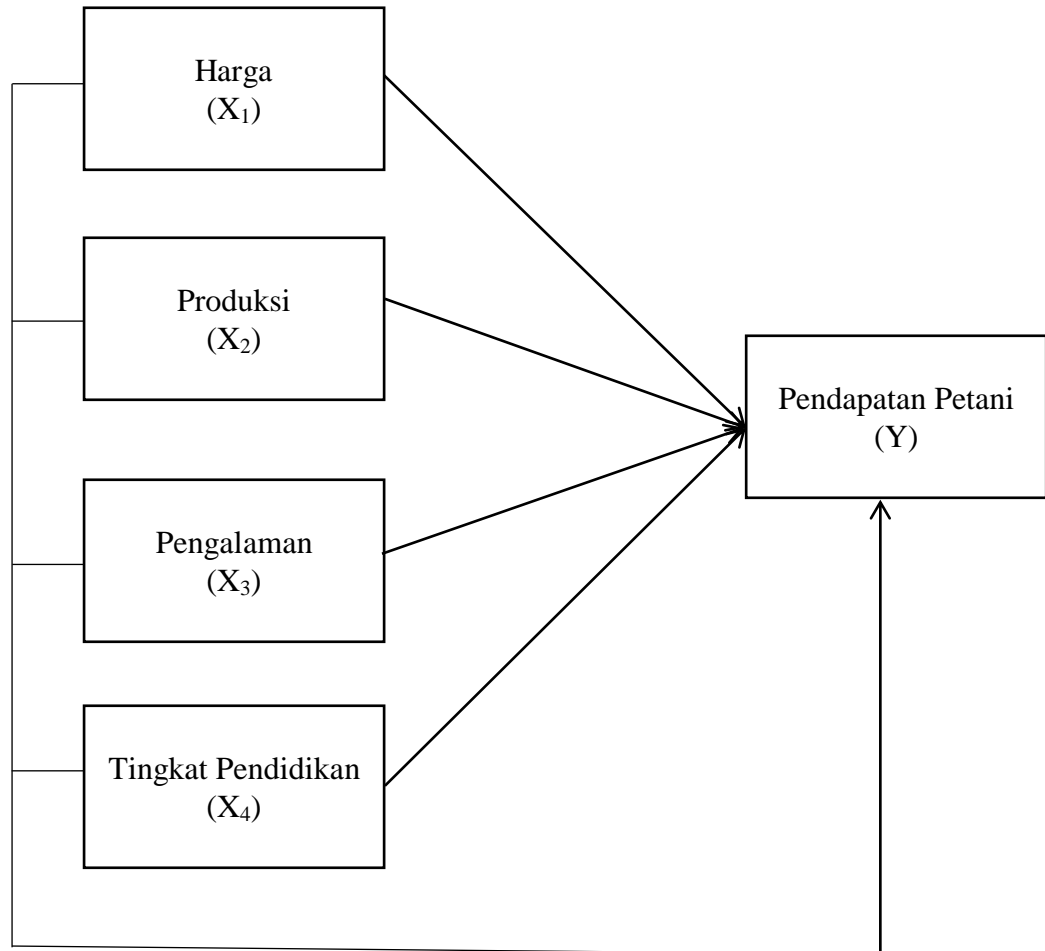 Harga
(X₁)
Produksi
(X₂)
Pengalaman
(X₃)
Tingkat Pendidikan
(X₄)
Pendapatan Petani
(Y)